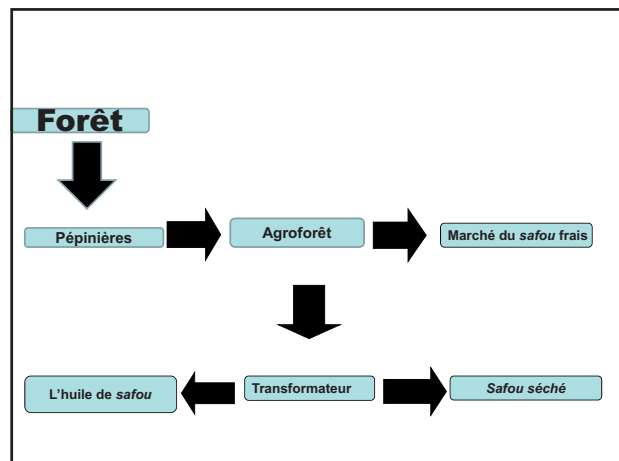 Forêt
Pépinières
Agroforêt
Marché du safou frais
L'huile de safou
Transformateur
Safou séché